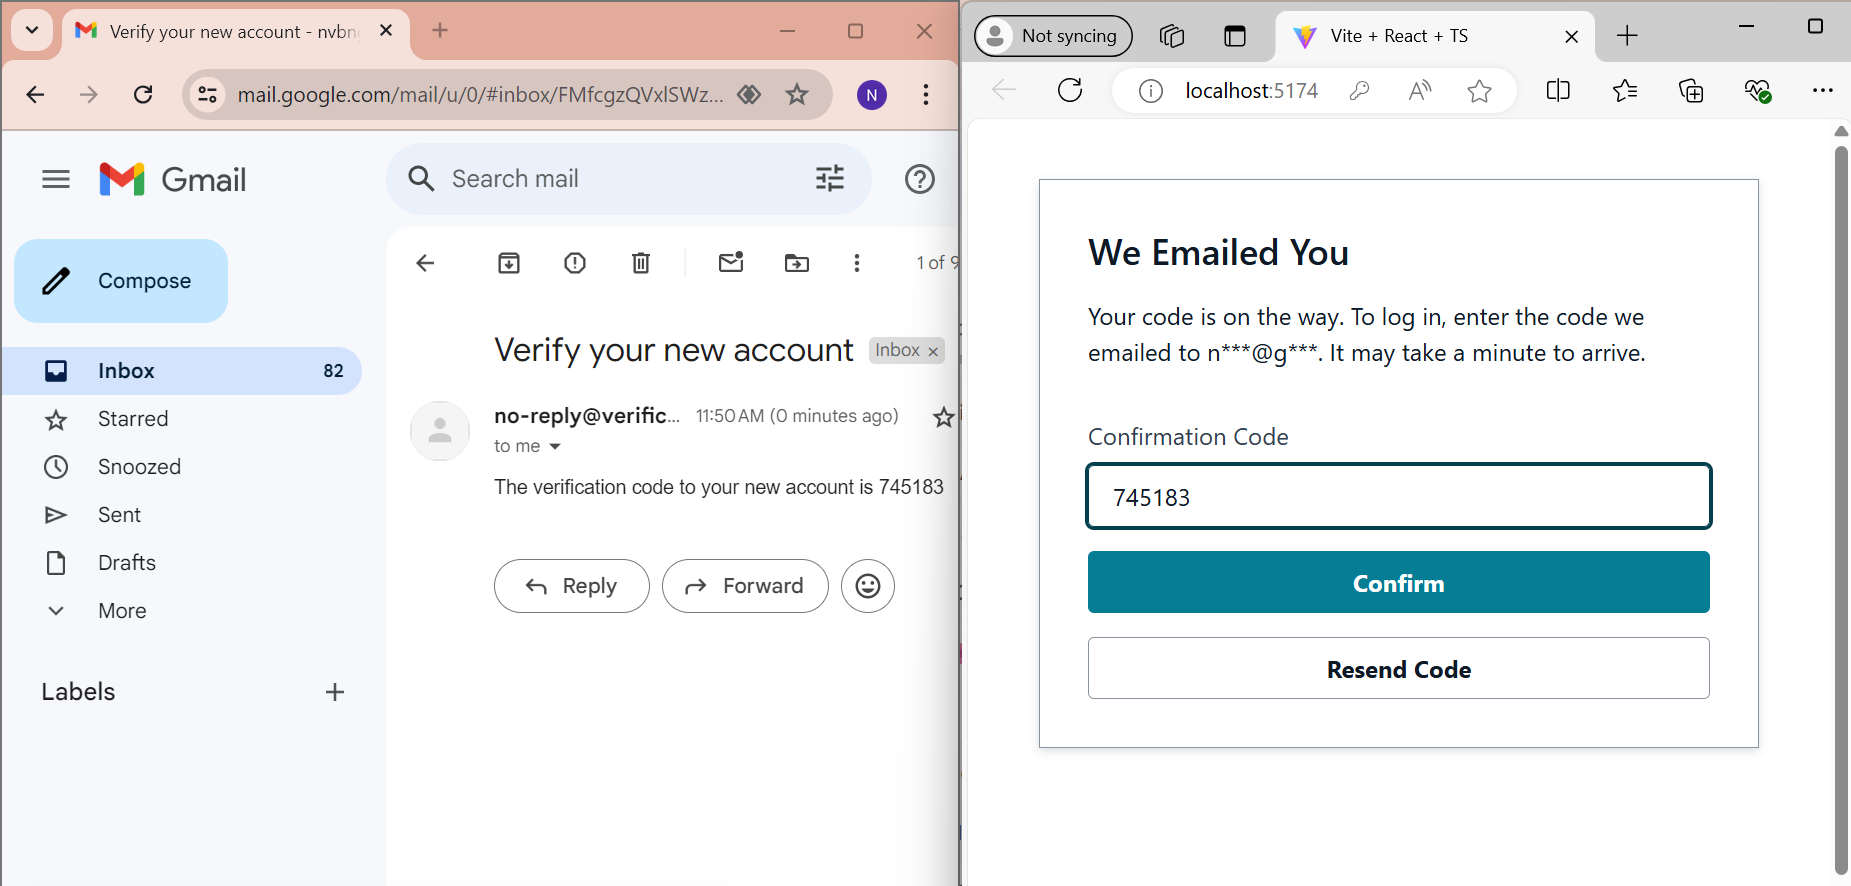 Verify your new account - nvbn
mail.google.com/mail/u/0/#inbox/FMfcgzQVxlSWz...
N
Gmail
Search mail
Compose
1 of 9
Verify your new account
Inbox
Inbox 82
Starred
Snoozed
Sent
Drafts
More
Labels
no-reply@verific... 11:50 AM (0 minutes ago)
to me
The verification code to your new account is 745183
Reply
Forward
Not syncing
Vite + React + TS
localhost:5174
We Emailed You
Your code is on the way. To log in, enter the code we
emailed to n***@g***. It may take a minute to arrive.
Confirmation Code
745183
Confirm
Resend Code